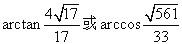 arctan 4√17/17 或 arccos √561/33